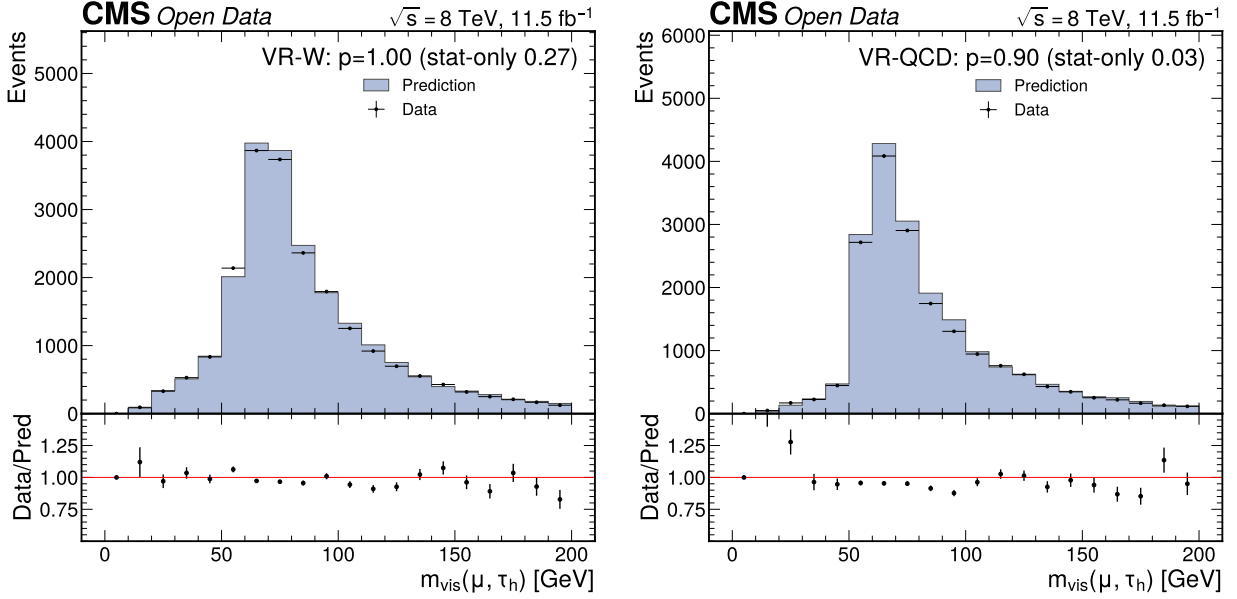 CMS Open Data √s = 8 TeV, 11.5 fb⁻¹
VR-W: p=1.00 (stat-only 0.27)
Prediction
Data
Events
5000
4000
3000
2000
1000
0
Data/Pred
1.25
1.00
0.75
0 50 100 150 200
m_vis(μ, τ_h) [GeV]
CMS Open Data √s = 8 TeV, 11.5 fb⁻¹
VR-QCD: p=0.90 (stat-only 0.03)
Prediction
Data
Events
6000
5000
4000
3000
2000
1000
0
Data/Pred
1.25
1.00
0.75
0 50 100 150 200
m_vis(μ, τ_h) [GeV]